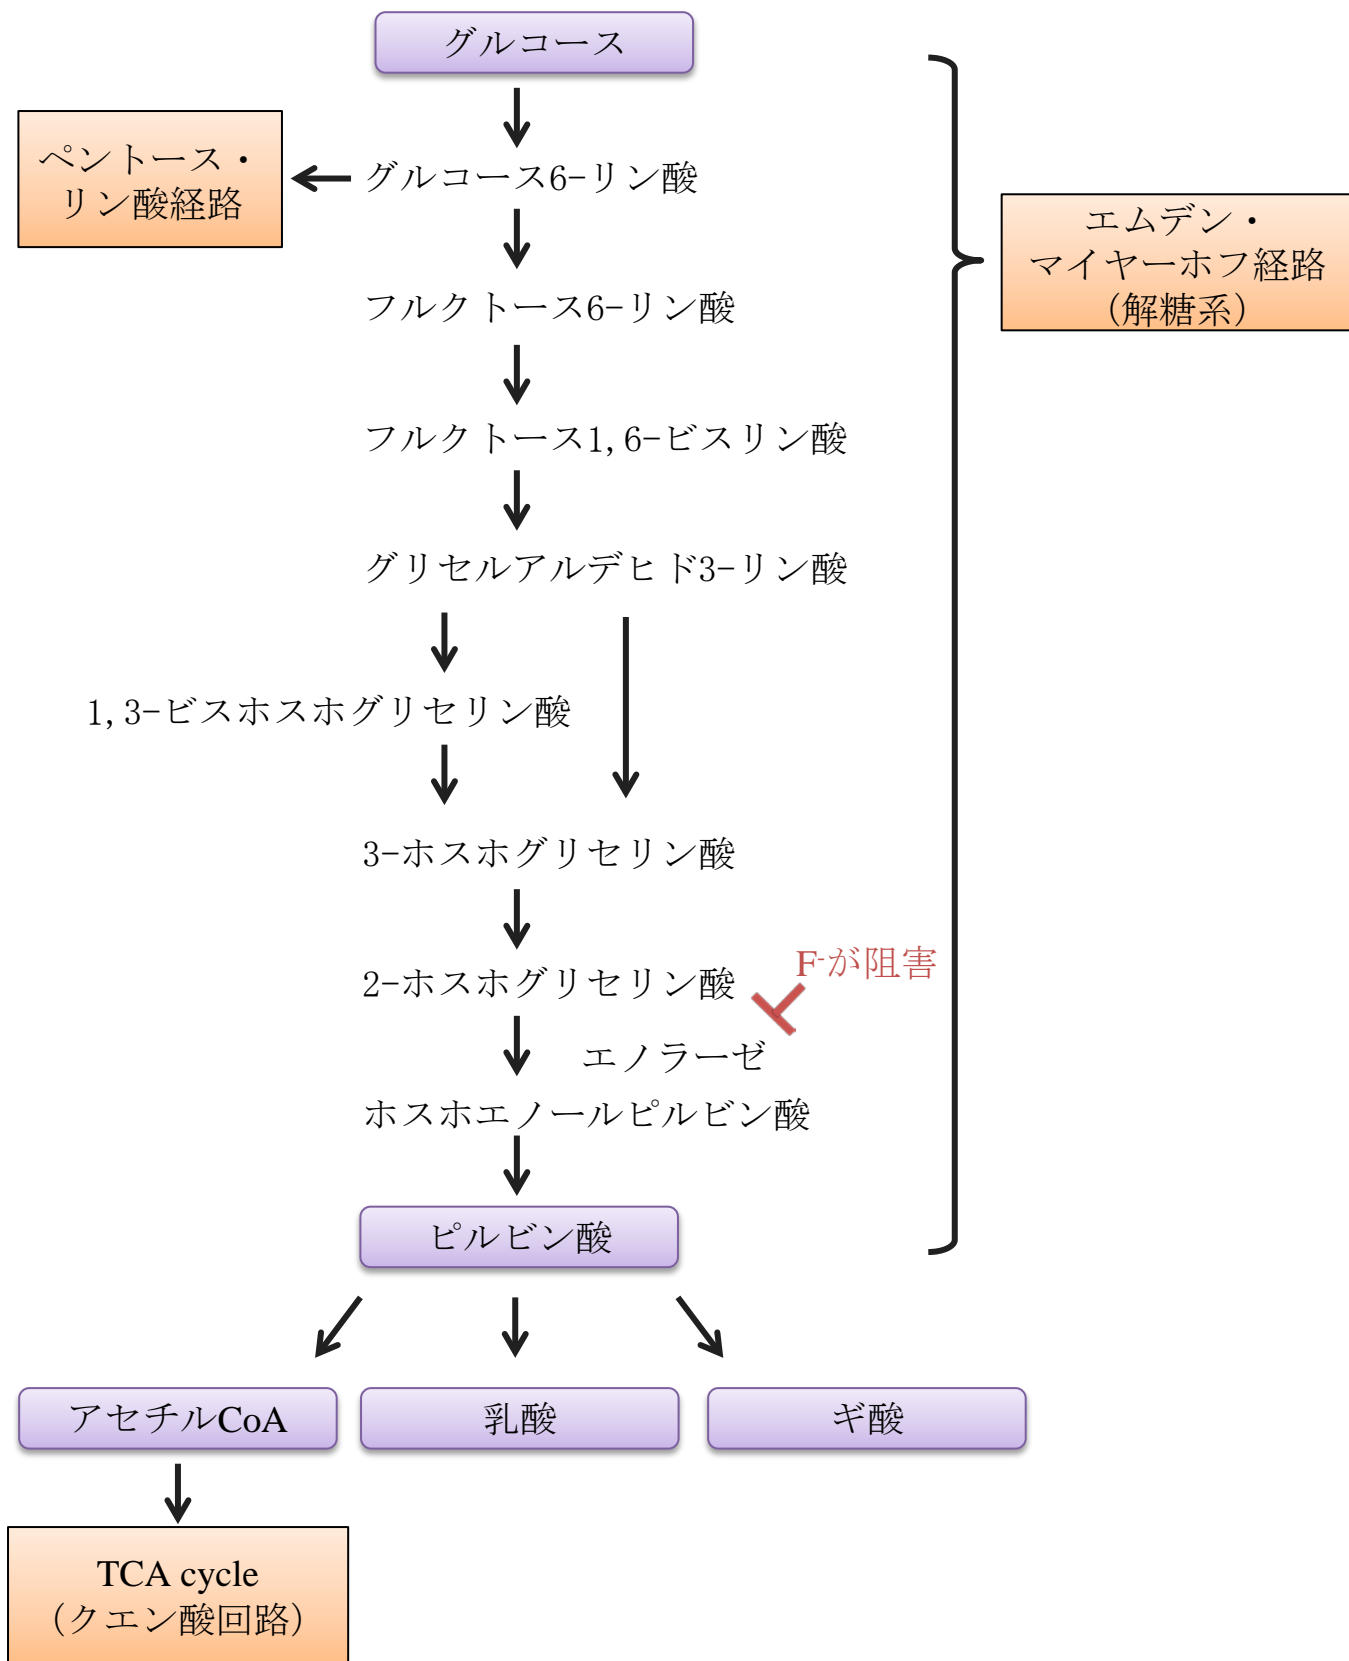 グルコース
ペントース・
リン酸経路
グルコース6-リン酸
エムデン・
マイヤーホフ経路
(解糖系)
フルクトース6-リン酸
フルクトース1,6-ビスリン酸
グリセルアルデヒド3-リン酸
1,3-ビスホスホグリセリン酸
3-ホスホグリセリン酸
F-が阻害
2-ホスホグリセリン酸
エノラーゼ
ホスホエノールピルビン酸
ピルビン酸
アセチルCoA
乳酸
ギ酸
TCA cycle
(クエン酸回路)